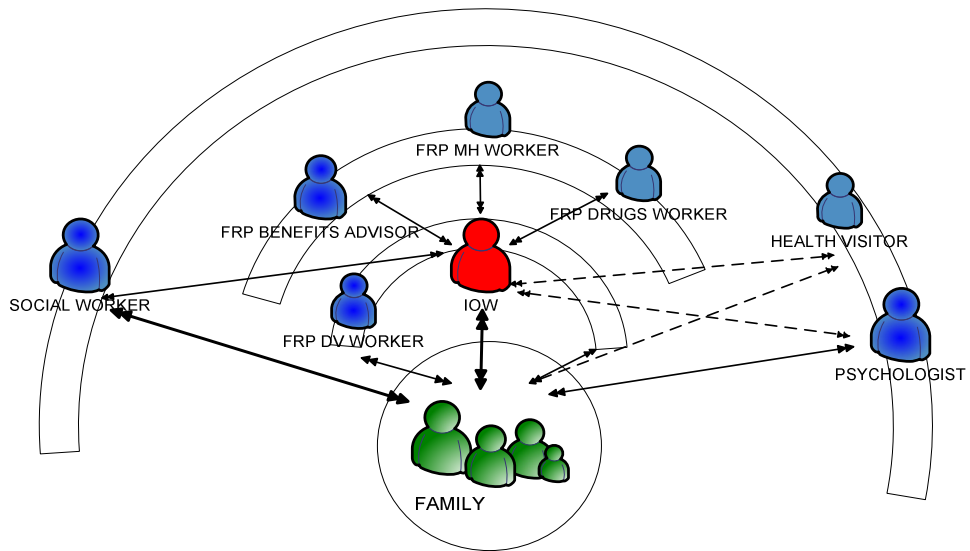 FRP MH WORKER
FRP DRUGS WORKER
FRP BENEFITS ADVISOR
HEALTH VISITOR
SOCIAL WORKER
IOW
FRP DV WORKER
PSYCHOLOGIST
FAMILY